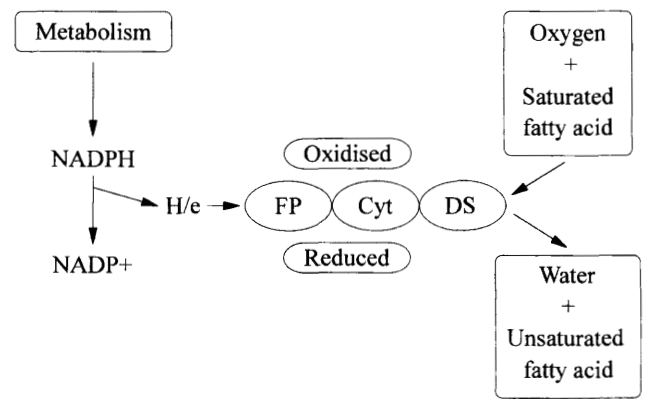 Metabolism
NADPH
H/e
NADP+
Oxidised
FP
Cyt
DS
Reduced
Oxygen
+
Saturated
fatty acid
Water
+
Unsaturated
fatty acid